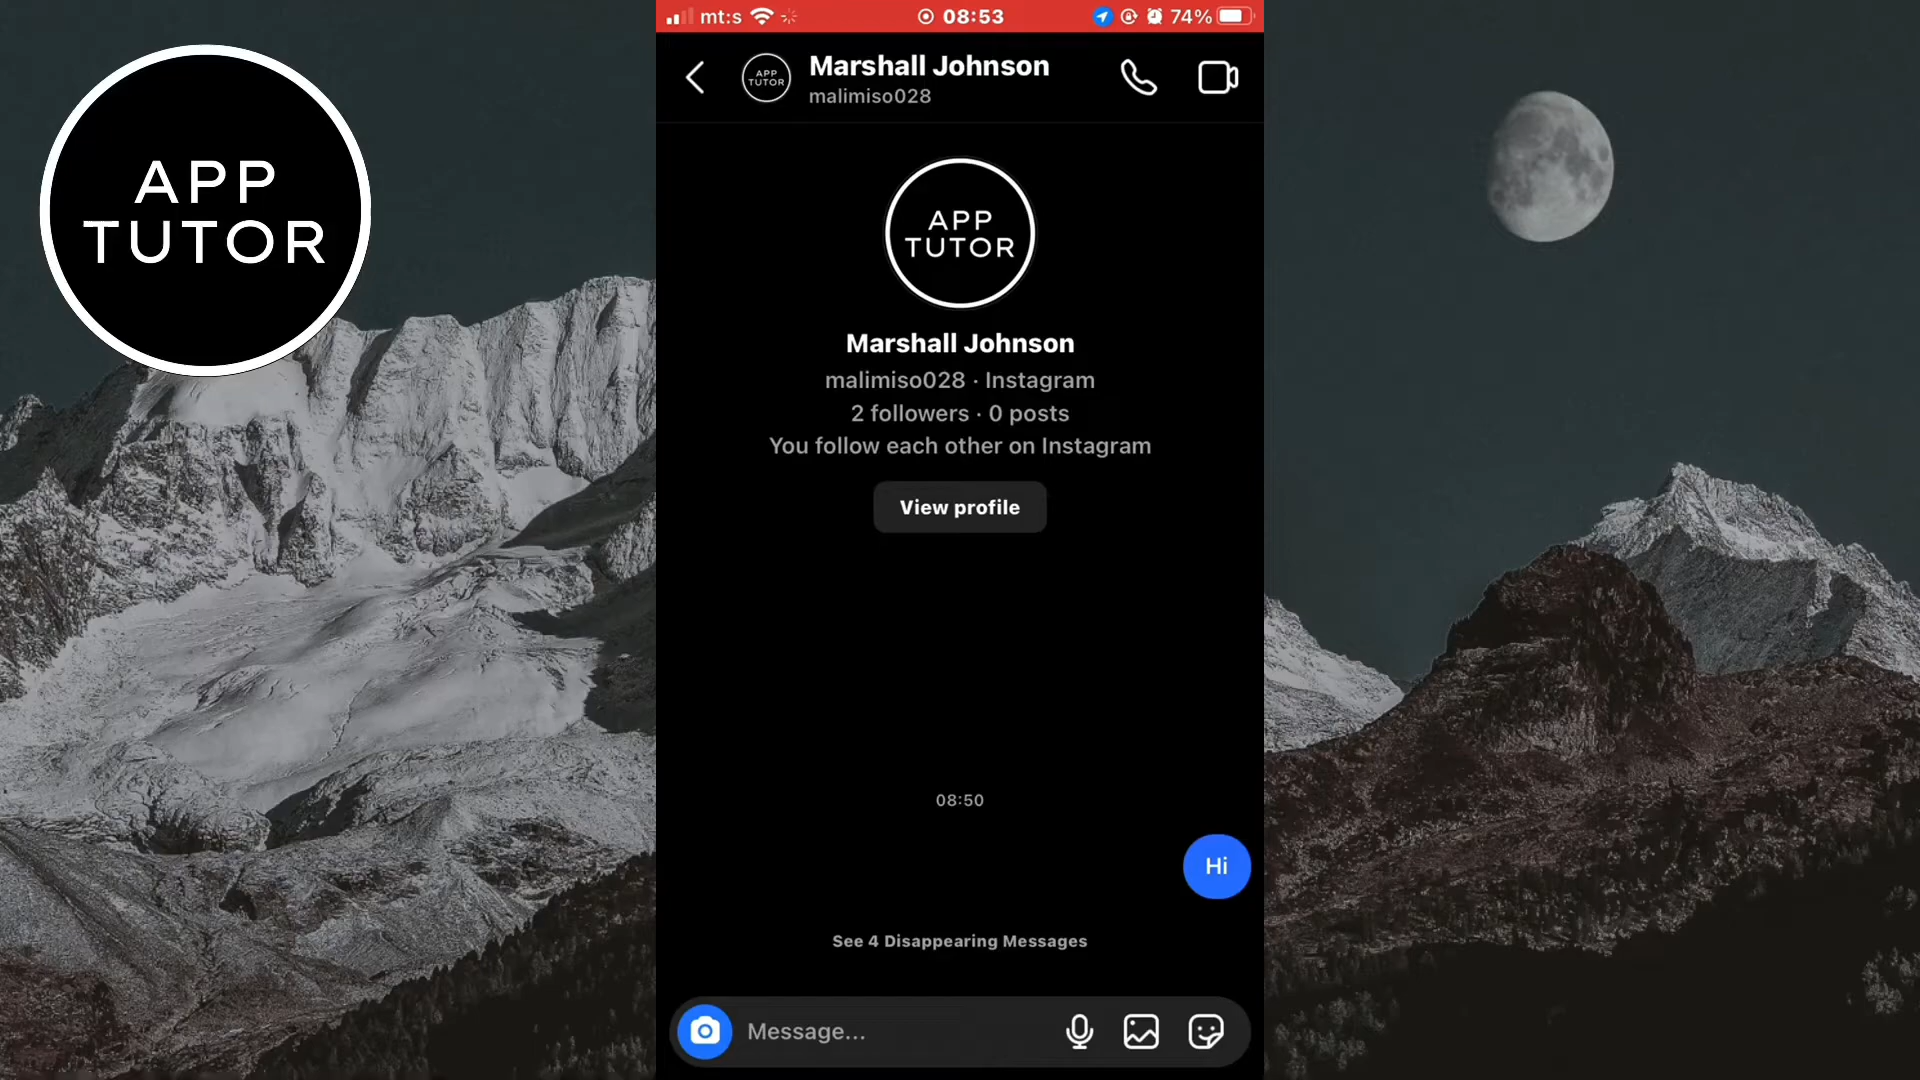 APP
TUTOR
mt:s
08:53
74%
APP
TUTOR
Marshall Johnson
malimiso028
APP
TUTOR
Marshall Johnson
malimiso028 · Instagram
2 followers · 0 posts
You follow each other on Instagram
View profile
08:50
Hi
See 4 Disappearing Messages
Message...